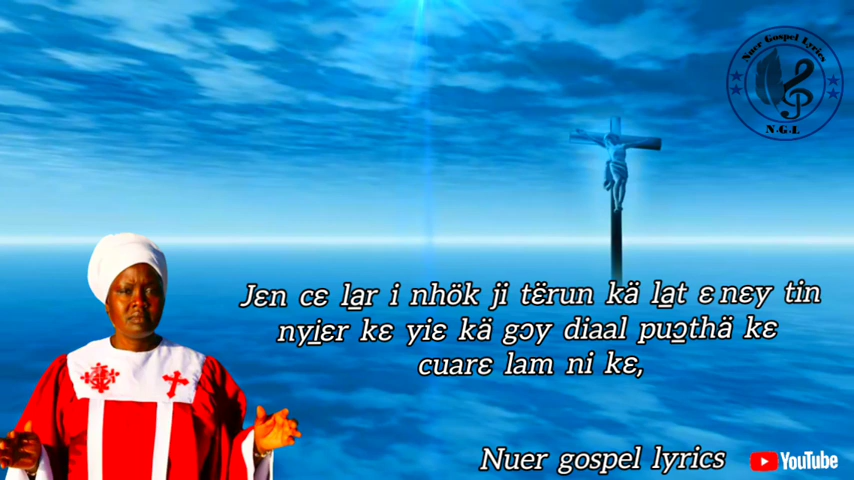 Nuer Gospel Lyrics
N.G.L
Jɛn cɛ la̱r i nhök ji tërun kä la̱t ɛ nɛy tin
nyi̱ɛr kɛ yiɛ kä gɔy diaal puɔ̱thä kɛ
cuarɛ lam ni kɛ,
Nuer gospel lyrics
YouTube